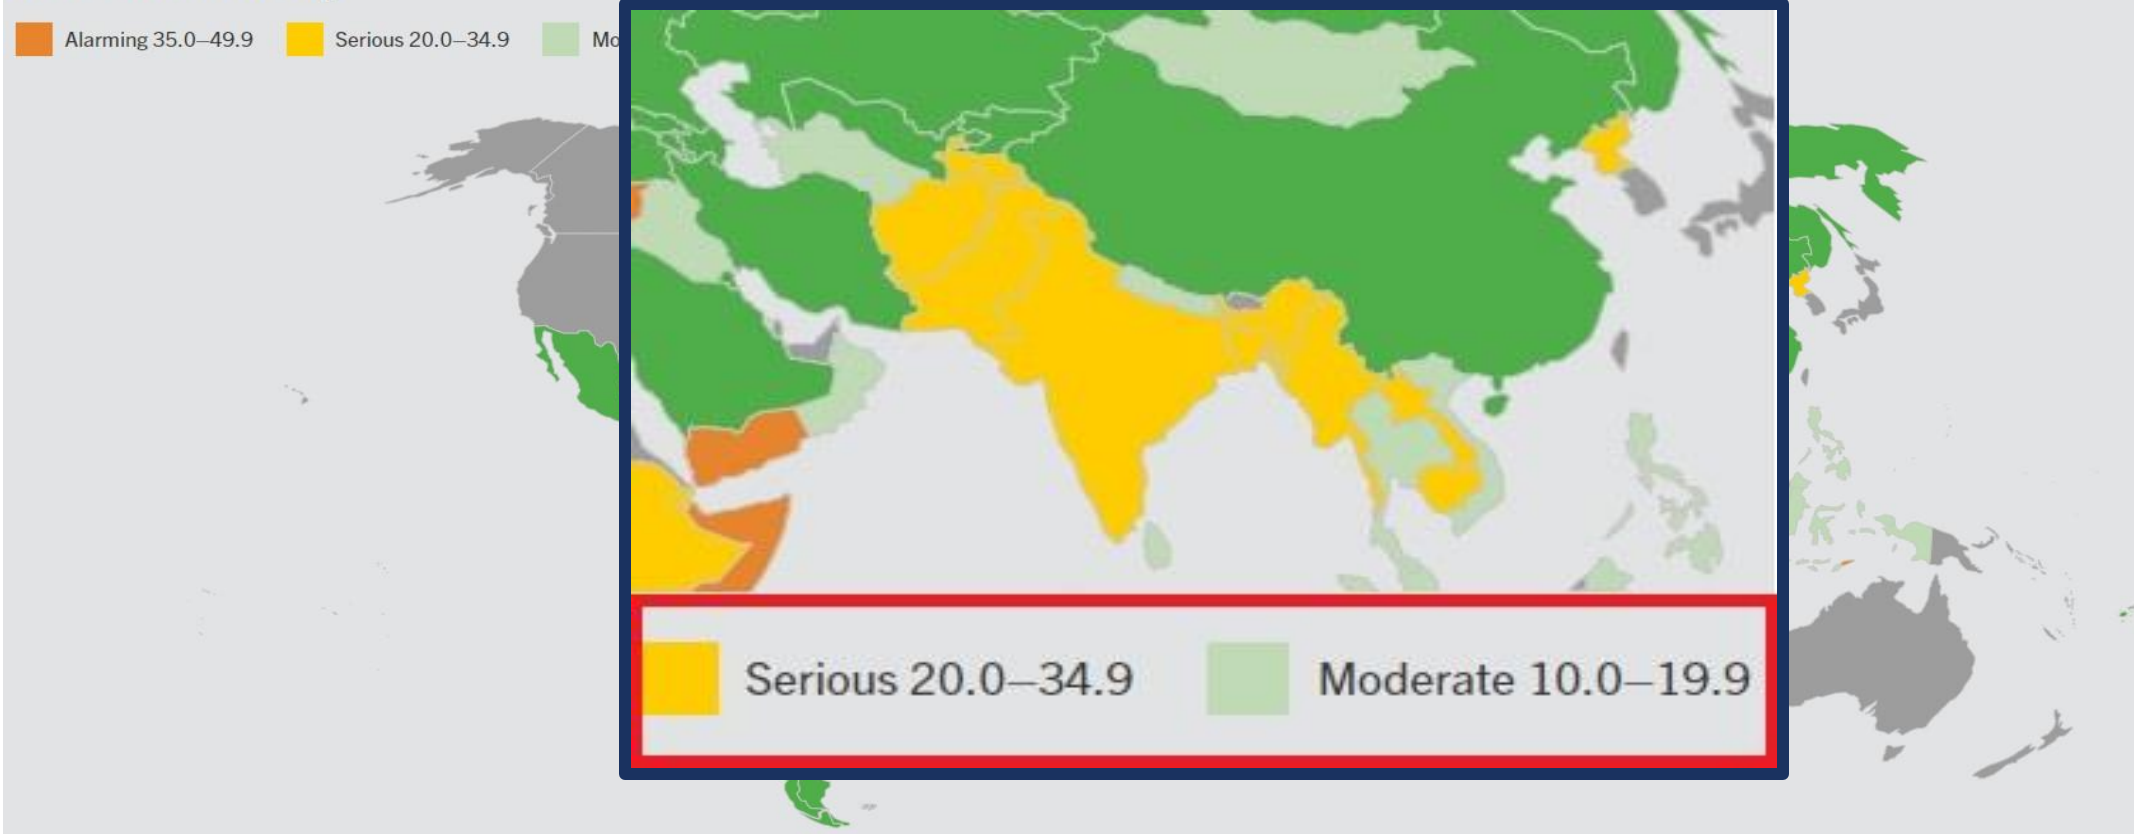 Alarming 35.0–49.9 Serious 20.0–34.9 Mo
Serious 20.0–34.9 Moderate 10.0–19.9